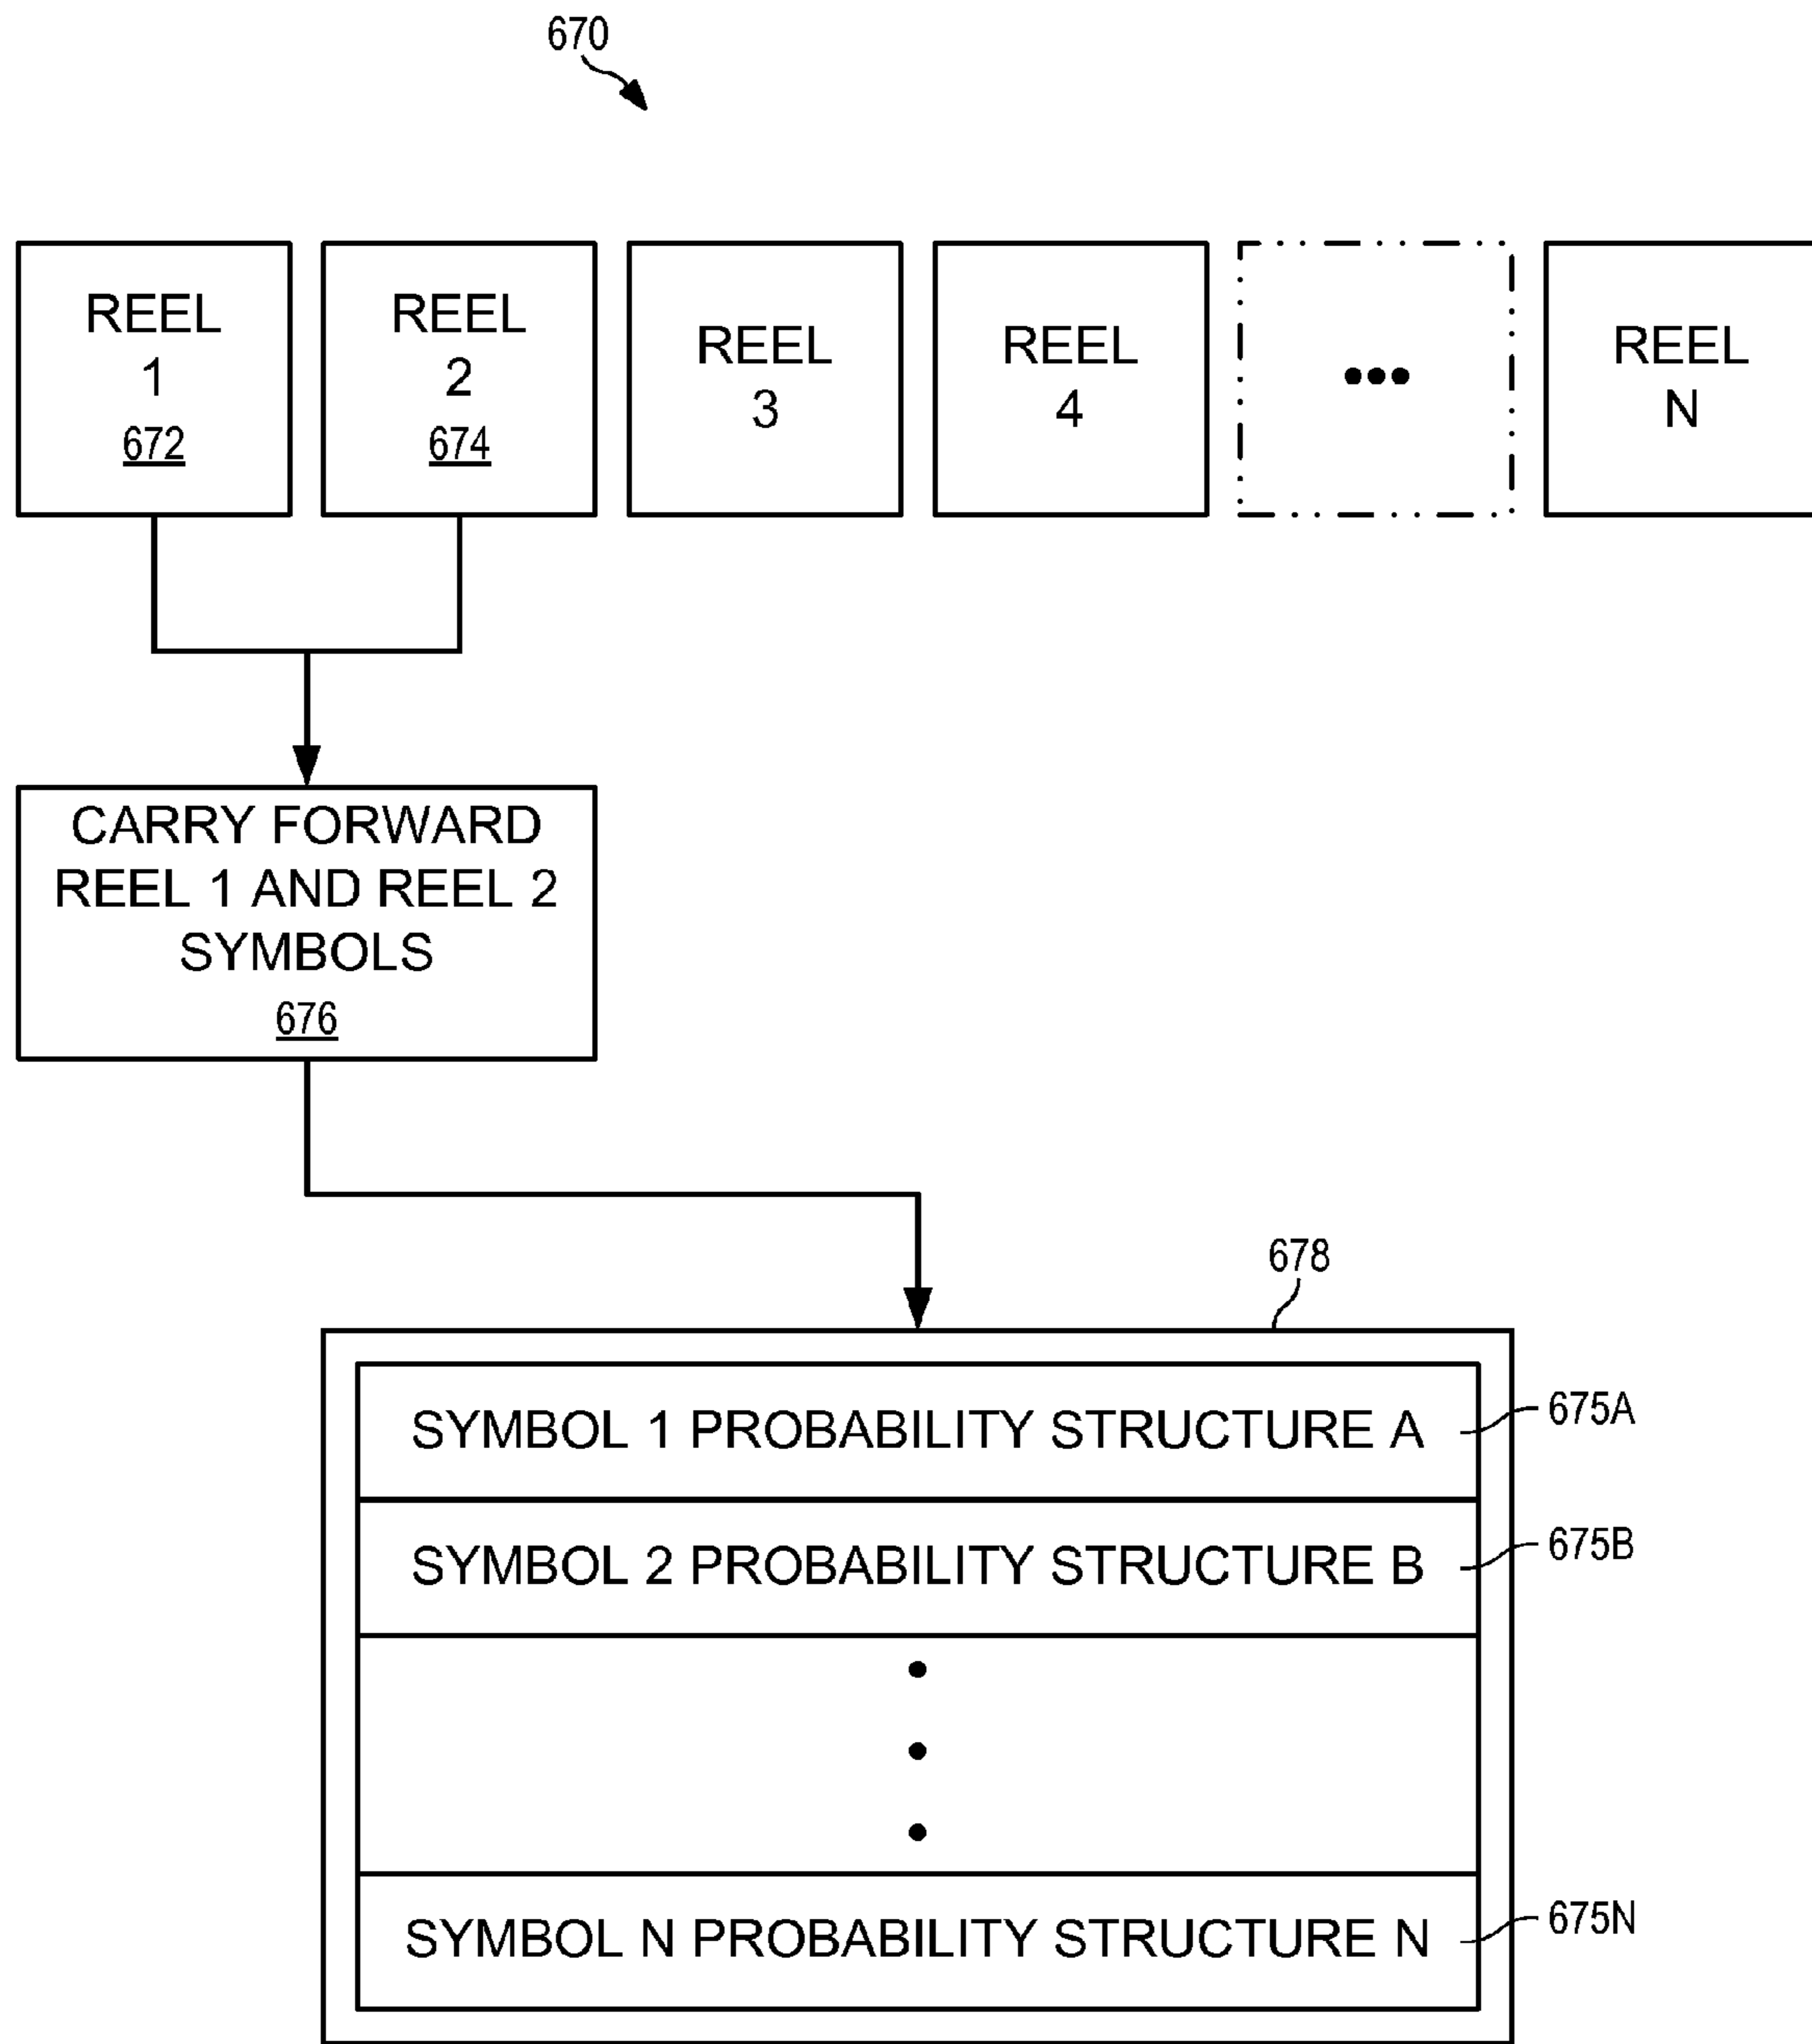 670
REEL
1
672
REEL
2
674
REEL
3
REEL
4
REEL
N
CARRY FORWARD
REEL 1 AND REEL 2
SYMBOLS
676
678
SYMBOL 1 PROBABILITY STRUCTURE A
675A
SYMBOL 2 PROBABILITY STRUCTURE B
675B
SYMBOL N PROBABILITY STRUCTURE N
675N